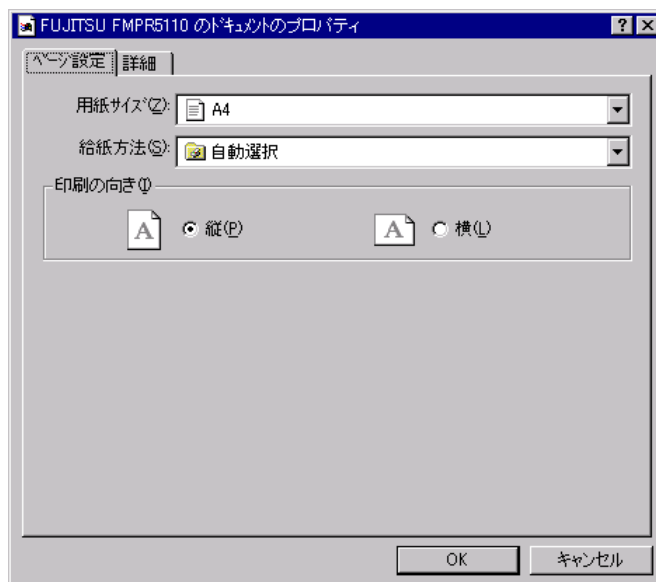 FUJITSU FMPR5110 のﾄﾞｷｭﾒﾝﾄのプロパティ
ﾍﾟｰｼﾞ設定 詳細
用紙ｻｲｽﾞ(Z): A4
給紙方法(S): 自動選択
印刷の向き(I)
A 縦(P) A 横(L)
OK キャンセル